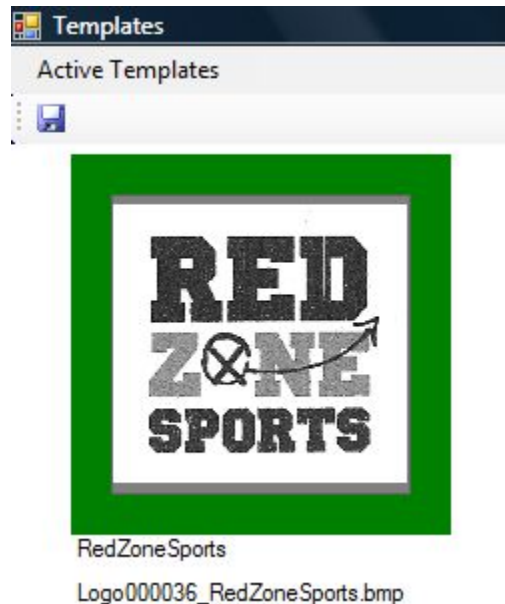 Templates
Active Templates
RED
ZONE
SPORTS
RedZoneSports
Logo000036_RedZoneSports.bmp